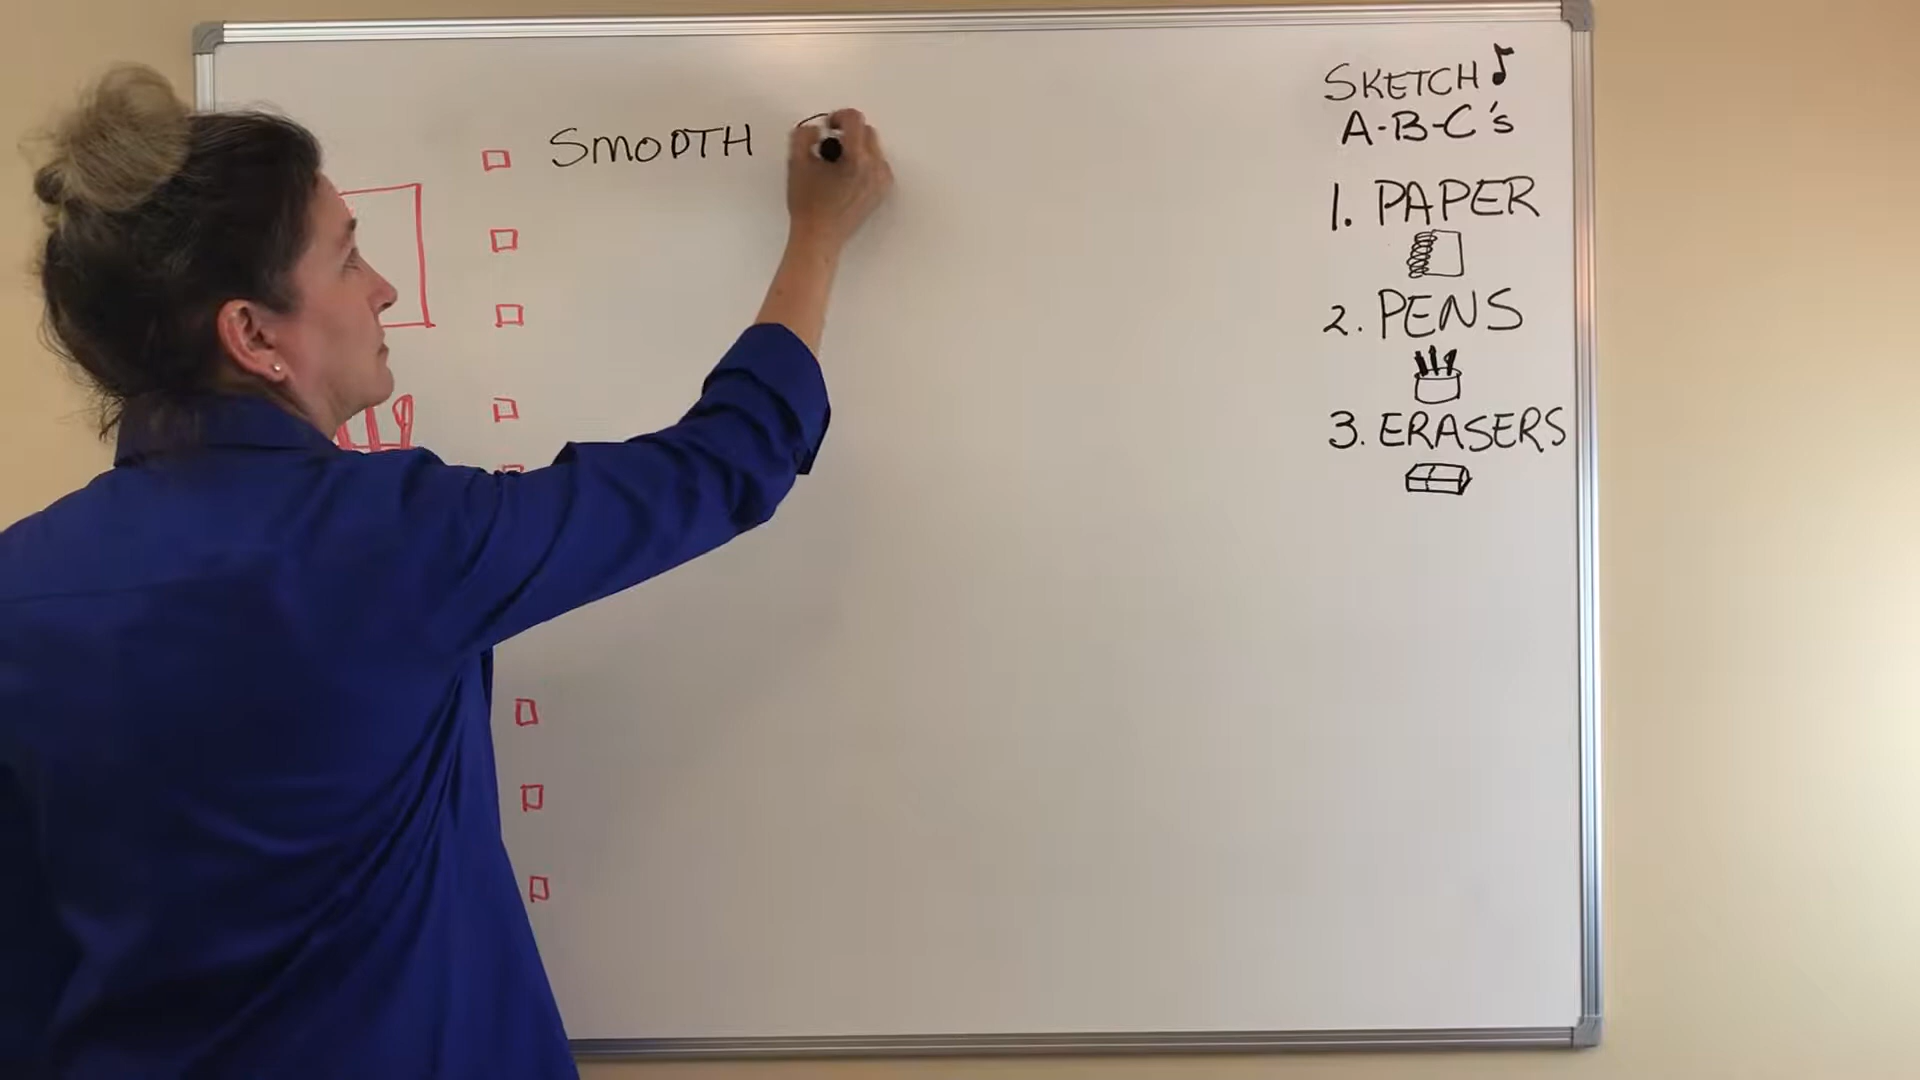 SMOOTH
SKETCH♪
A-B-C's
1. PAPER
2. PENS
3. ERASERS